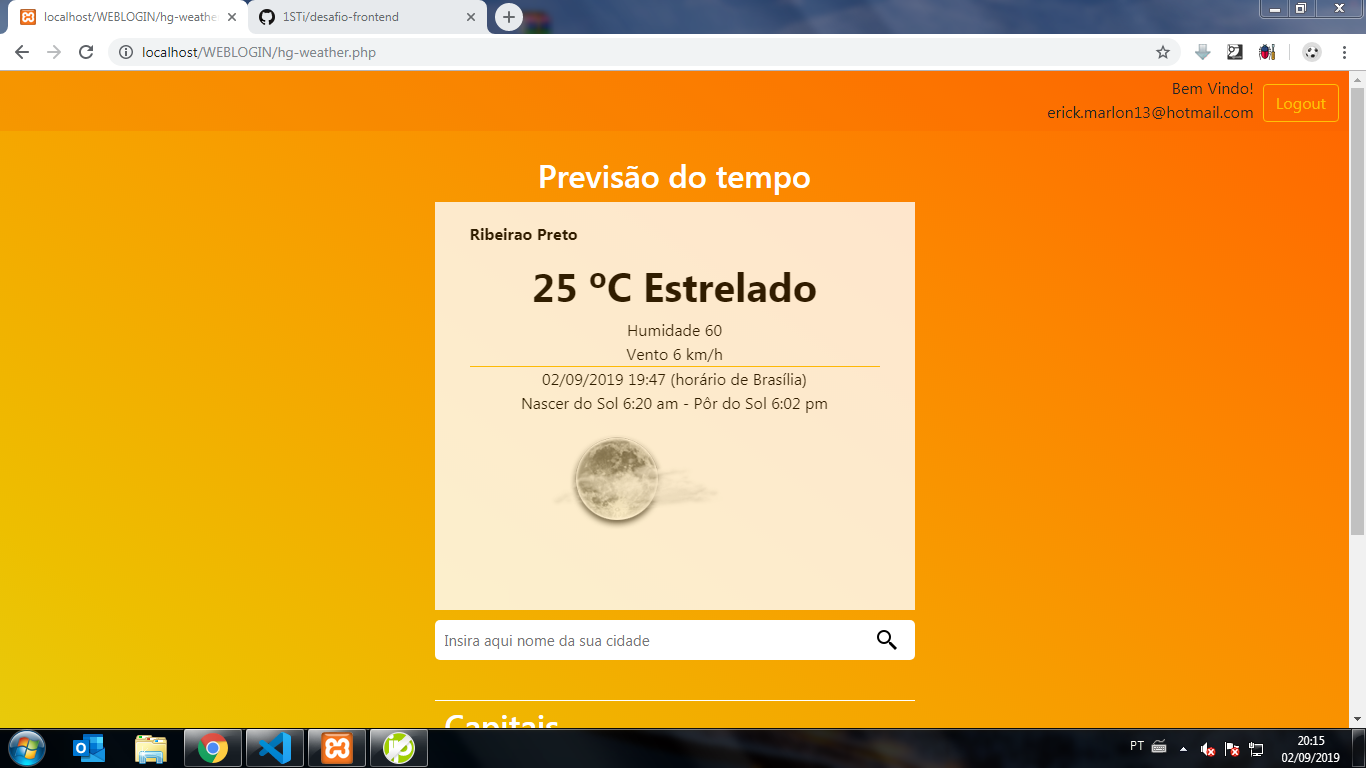 localhost/WEBLOGIN/hg-weathe
1STi/desafio-frontend
localhost/WEBLOGIN/hg-weather.php
Bem Vindo!
erick.marlon13@hotmail.com
Logout
Previsão do tempo
Ribeirao Preto
25 ºC Estrelado
Humidade 60
Vento 6 km/h
02/09/2019 19:47 (horário de Brasília)
Nascer do Sol 6:20 am - Pôr do Sol 6:02 pm
Insira aqui nome da sua cidade
Capitais
PT
20:15
02/09/2019